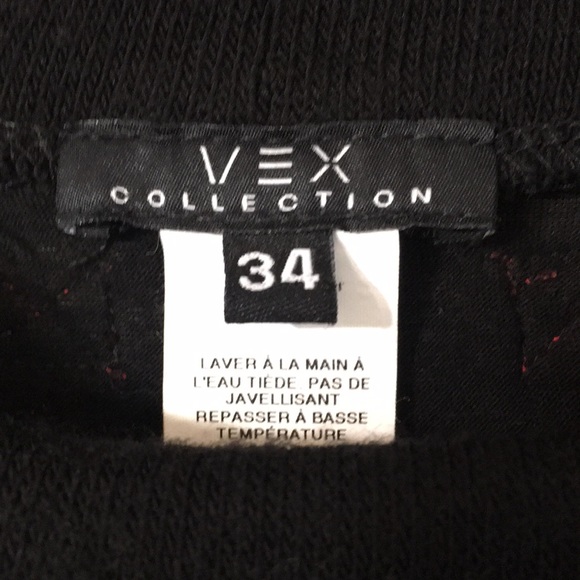 VEX
COLLECTION
34
LAVER À LA MAIN À
L'EAU TIÈDE. PAS DE
JAVELLISANT
REPASSER À BASSE
TEMPÉRATURE